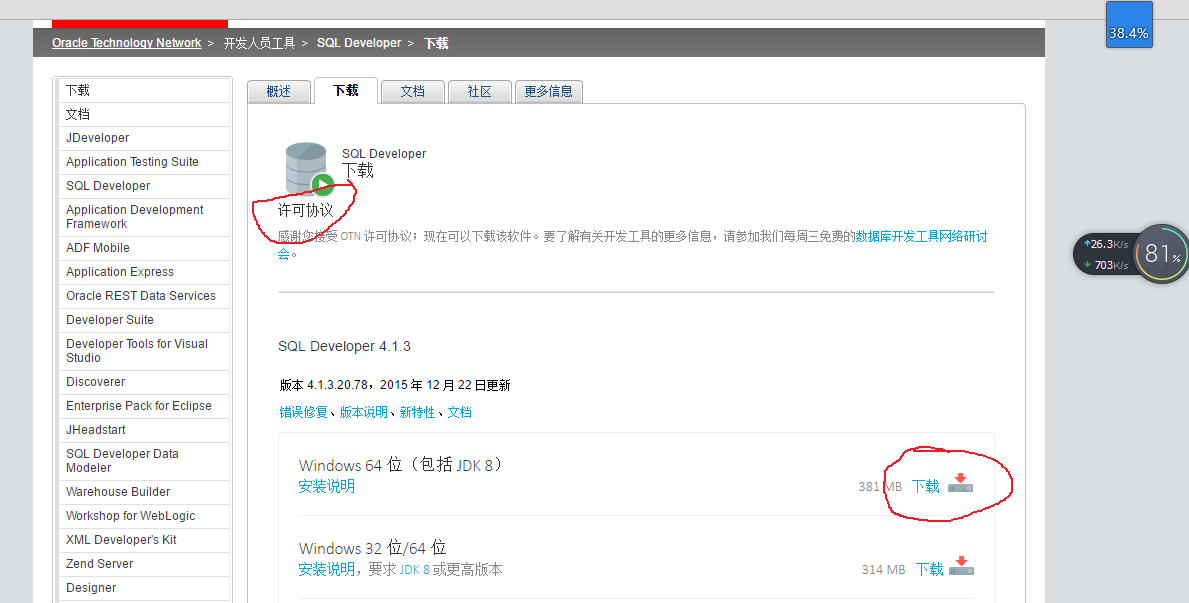 38.4%
Oracle Technology Network > 开发人员工具 > SQL Developer > 下载
下载
文档
JDeveloper
Application Testing Suite
SQL Developer
Application Development
Framework
ADF Mobile
Application Express
Oracle REST Data Services
Developer Suite
Developer Tools for Visual
Studio
Discoverer
Enterprise Pack for Eclipse
JHeadstart
SQL Developer Data
Modeler
Warehouse Builder
Workshop for WebLogic
XML Developer's Kit
Zend Server
Designer
概述 下载 文档 社区 更多信息
SQL Developer
下载
许可协议
感谢您接受 OTN 许可协议；现在可以下载该软件。要了解有关开发工具的更多信息，请参加我们每周三免费的数据库开发工具网络研讨
会。
SQL Developer 4.1.3
版本 4.1.3.20.78，2015 年 12 月 22 日更新
错误修复、版本说明、新特性、文档
Windows 64 位（包括 JDK 8）
安装说明
381 MB 下载
Windows 32 位/64 位
安装说明，要求 JDK 8 或更高版本
314 MB 下载
26.3K/s
703K/s
81%